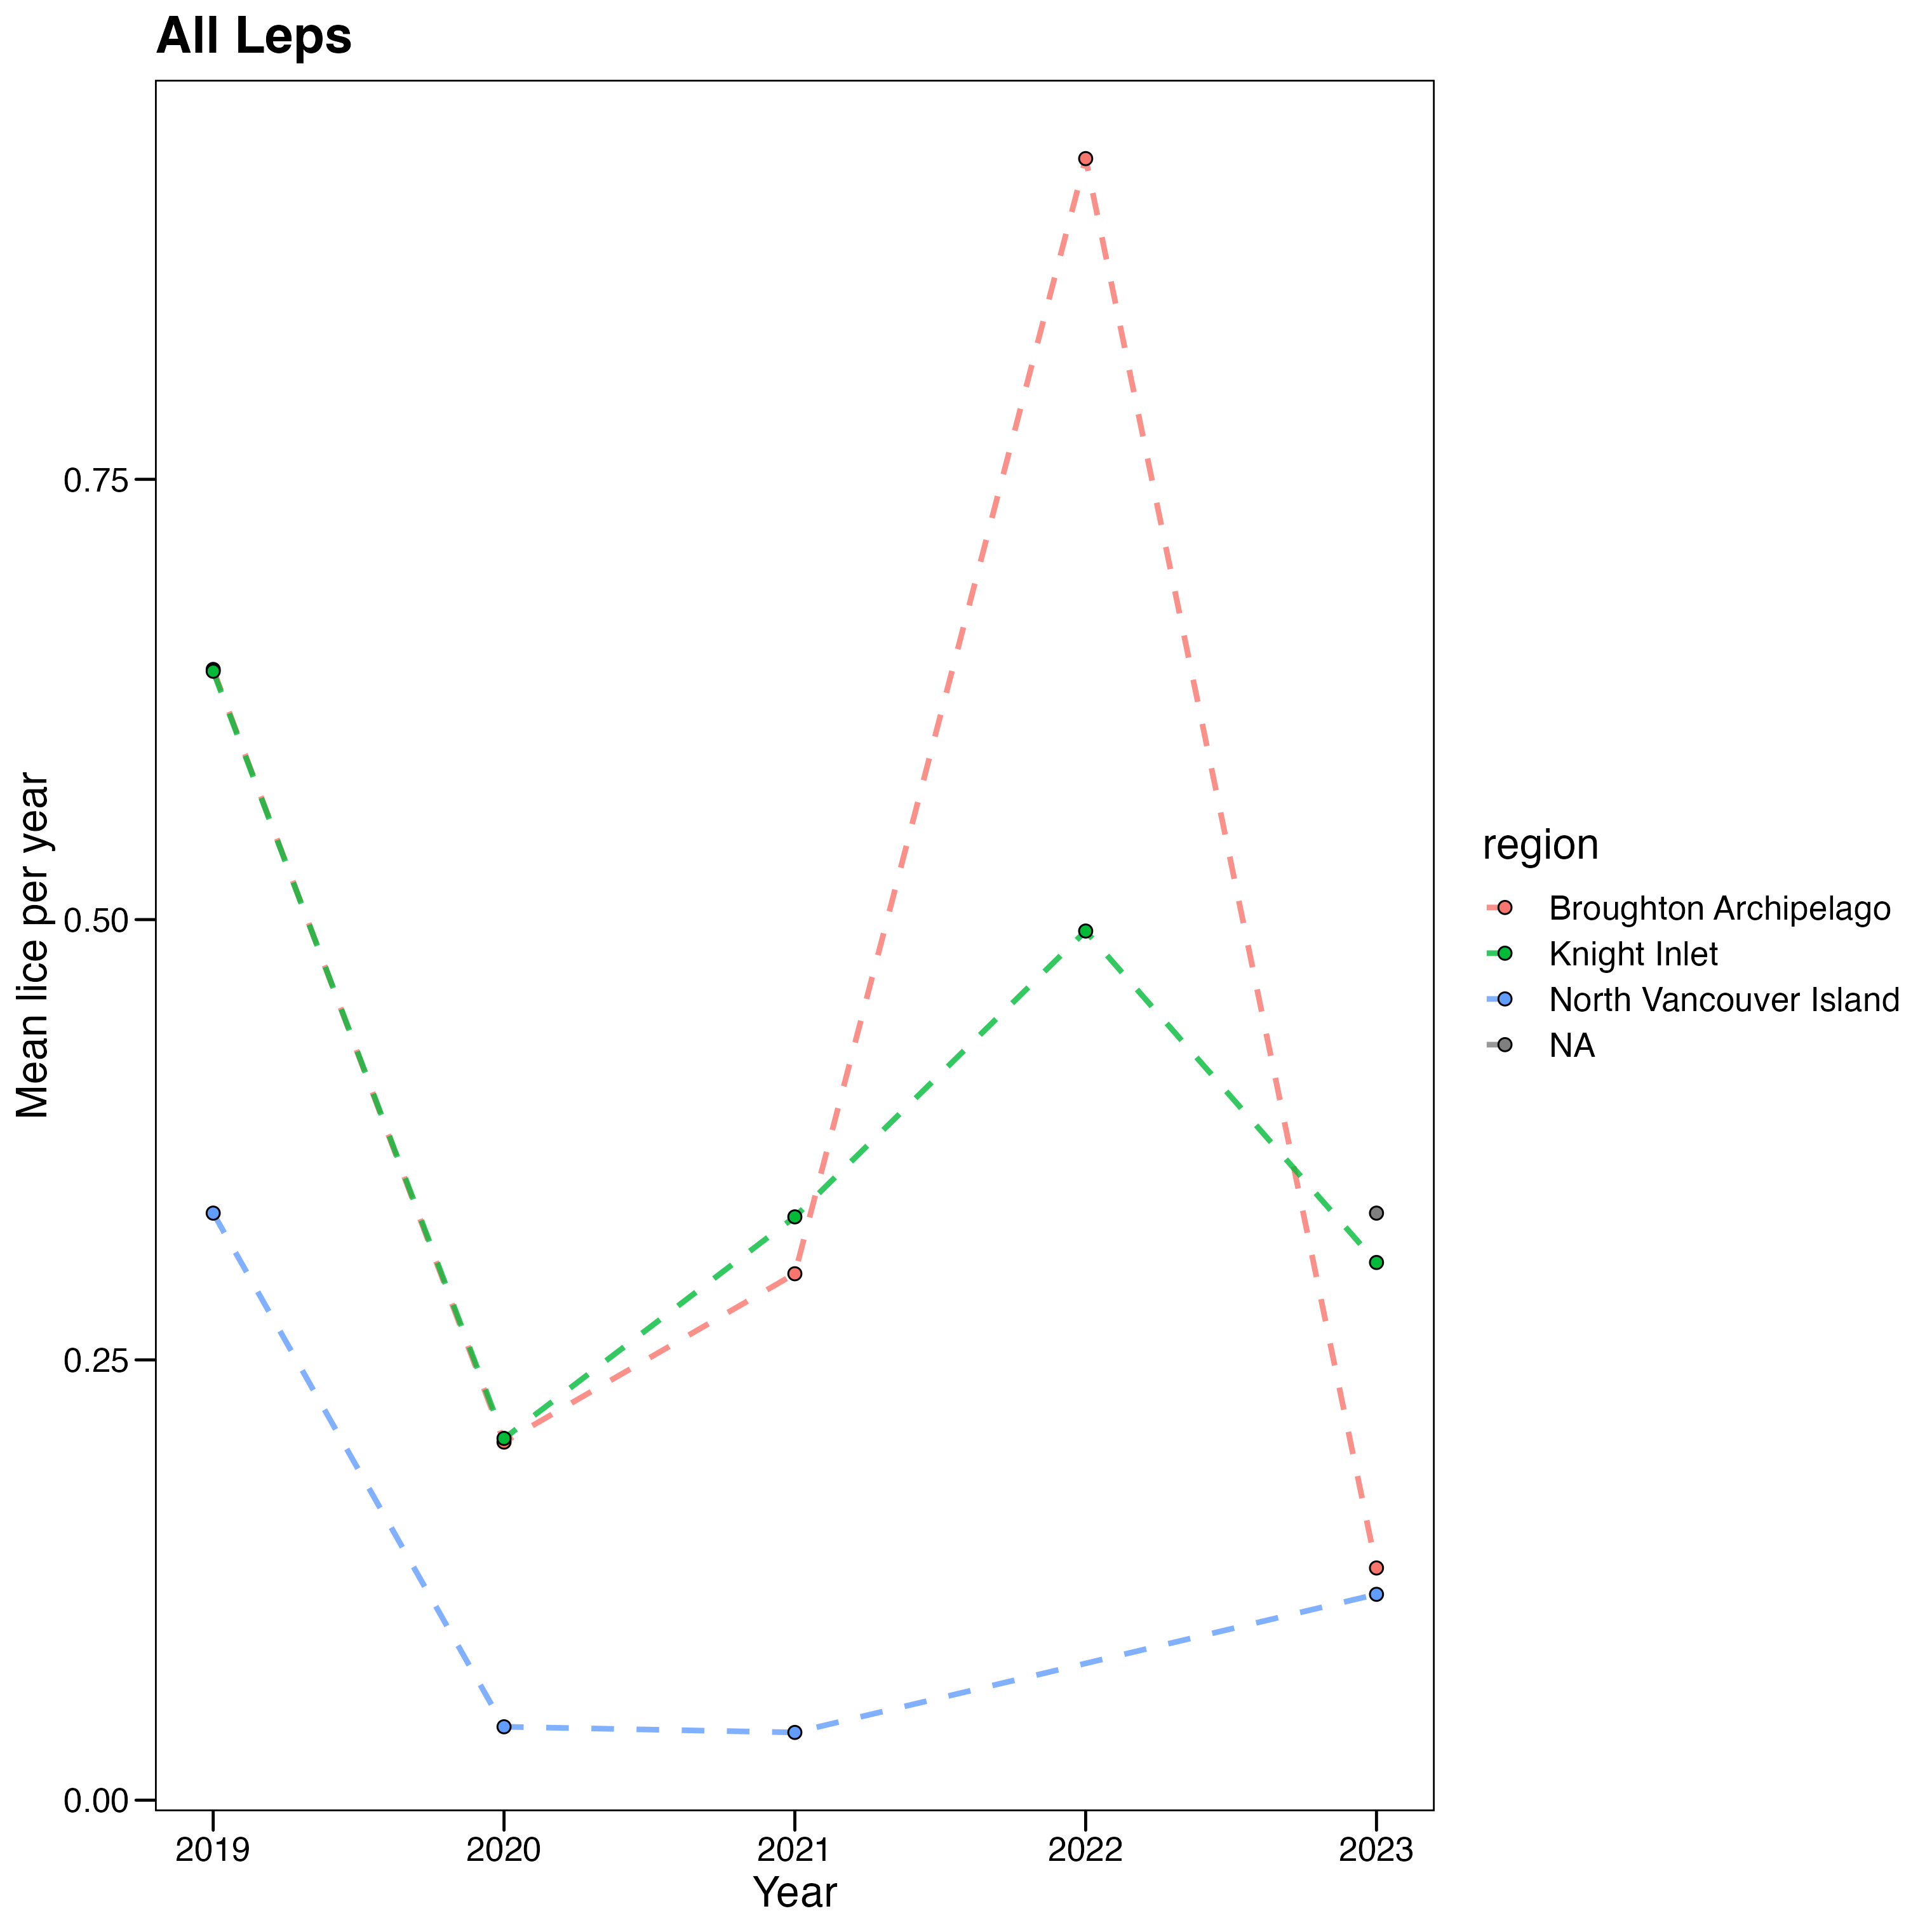 All Leps
Mean lice per year
0.75
0.50
0.25
0.00
2019 2020 2021 2022 2023
Year
region
Broughton Archipelago
Knight Inlet
North Vancouver Island
NA